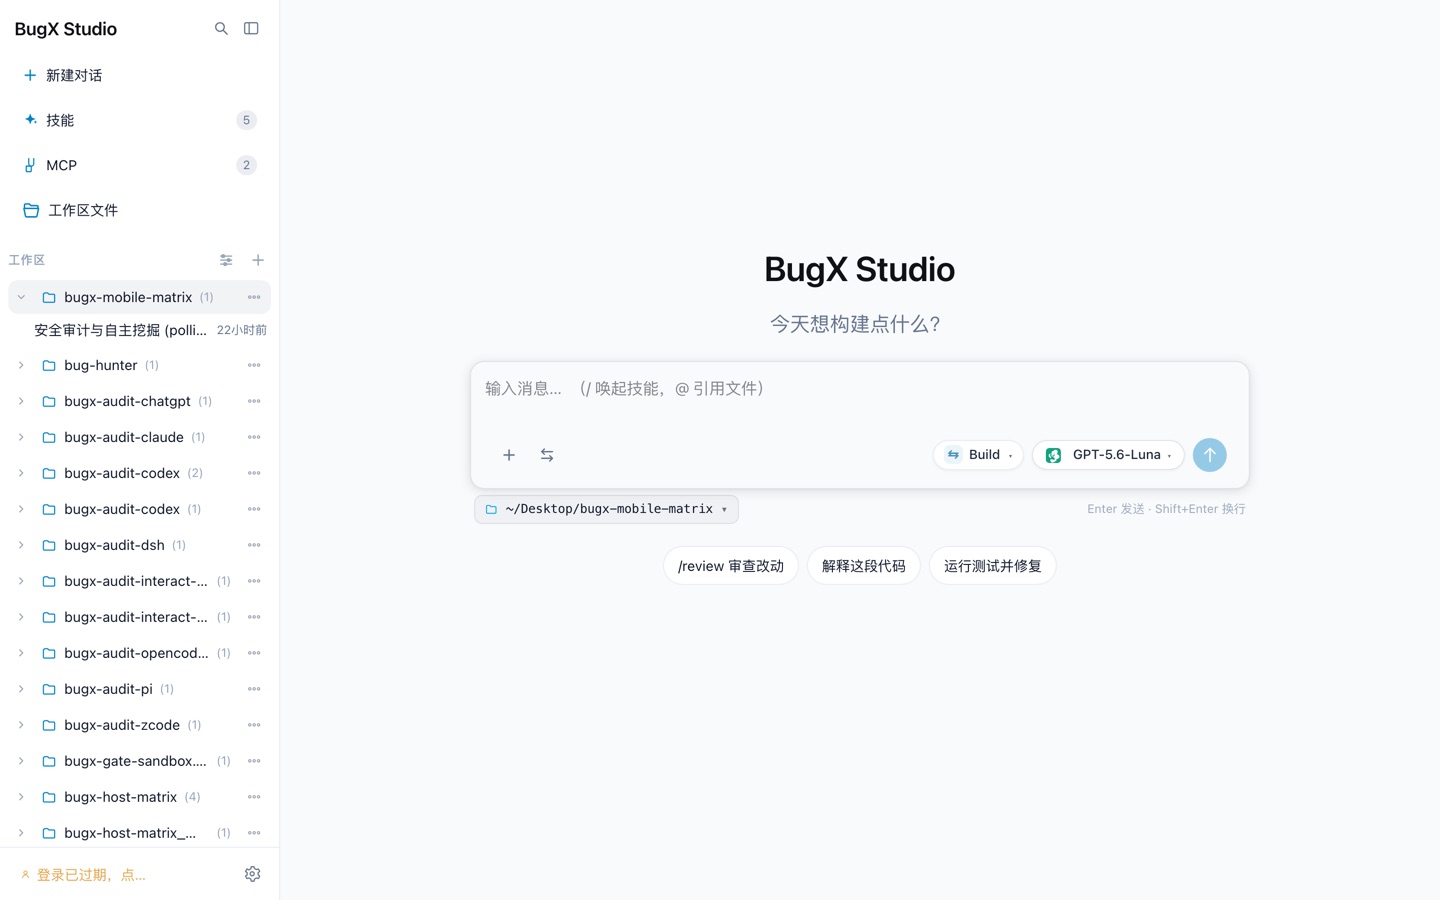 BugX Studio
新建对话
技能 5
MCP 2
工作区文件
工作区
bugx-mobile-matrix (1)
安全审计与自主挖掘 (polli... 22小时前
bug-hunter (1)
bugx-audit-chatgpt (1)
bugx-audit-claude (1)
bugx-audit-codex (2)
bugx-audit-codex (1)
bugx-audit-dsh (1)
bugx-audit-interact-... (1)
bugx-audit-interact-... (1)
bugx-audit-opencod... (1)
bugx-audit-pi (1)
bugx-audit-zcode (1)
bugx-gate-sandbox.... (1)
bugx-host-matrix (4)
bugx-host-matrix_... (1)
登录已过期，点...
BugX Studio
今天想构建点什么?
输入消息... (/ 唤起技能，@ 引用文件)
Build GPT-5.6-Luna
~/Desktop/bugx-mobile-matrix
Enter 发送 · Shift+Enter 换行
/review 审查改动 解释这段代码 运行测试并修复